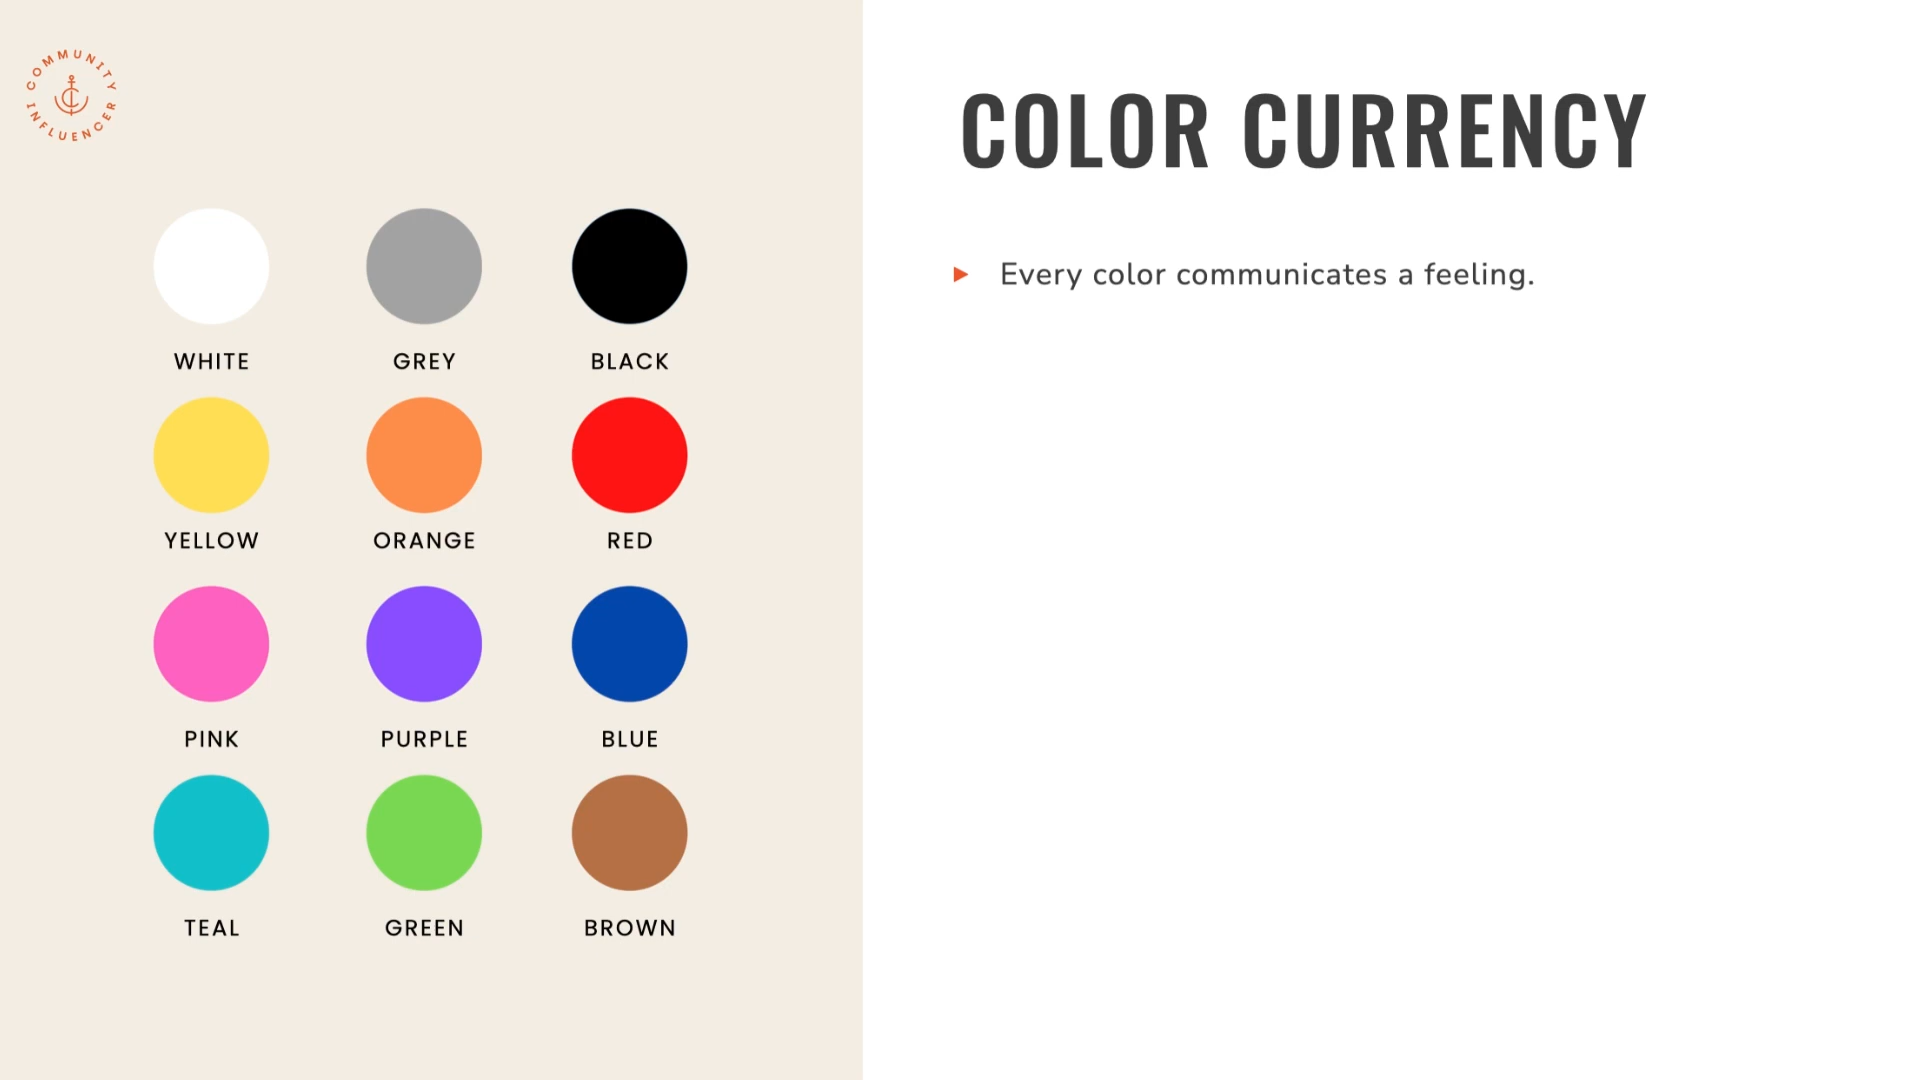 COMMUNITY
INFLUENCER
WHITE GREY BLACK
YELLOW ORANGE RED
PINK PURPLE BLUE
TEAL GREEN BROWN
COLOR CURRENCY
Every color communicates a feeling.